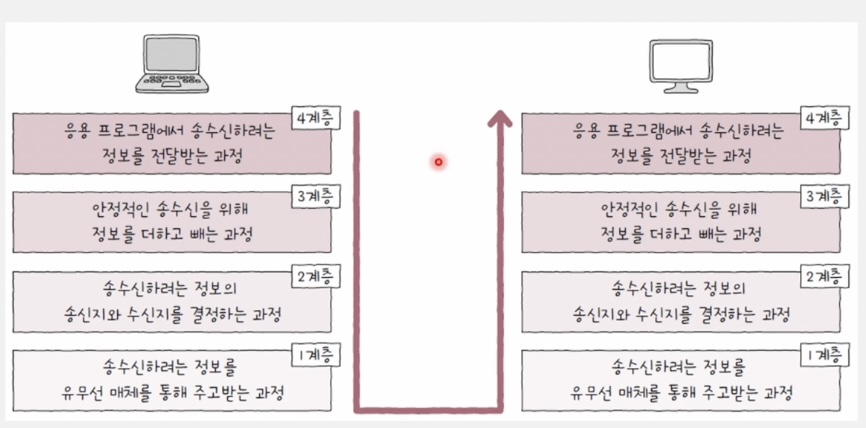 4계층
응용 프로그램에서 송수신하려는
정보를 전달받는 과정
3계층
안정적인 송수신을 위해
정보를 더하고 빼는 과정
2계층
송수신하려는 정보의
송신지와 수신지를 결정하는 과정
1계층
송수신하려는 정보를
유무선 매체를 통해 주고받는 과정
4계층
응용 프로그램에서 송수신하려는
정보를 전달받는 과정
3계층
안정적인 송수신을 위해
정보를 더하고 빼는 과정
2계층
송수신하려는 정보의
송신지와 수신지를 결정하는 과정
1계층
송수신하려는 정보를
유무선 매체를 통해 주고받는 과정